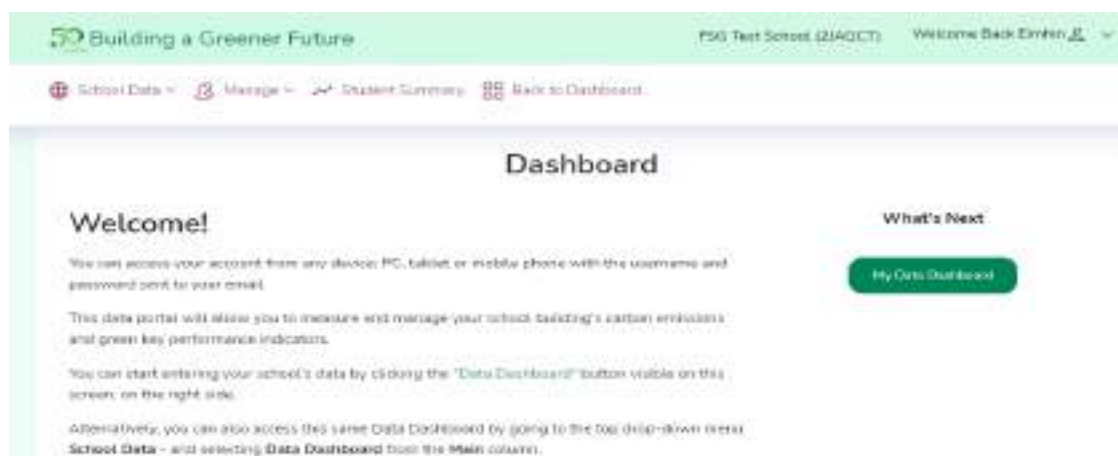 50 Building a Greener Future
PSG Test School Welcome Back
School Data Manage Student Summary Back to Dashboard
Dashboard
Welcome!
What's Next
You can access your account from any device: PC, tablet or mobile phone with the username and
password sent to your email.
My Data Dashboard
This data portal will allow you to measure and manage your school building's carbon emissions
and green key performance indicators.
You can start entering your school's data by clicking the "Data Dashboard" button visible on this
screen, on the right side.
Alternatively, you can also access this same Data Dashboard by going to the top drop-down menu
School Data - and selecting Data Dashboard from the Main column.